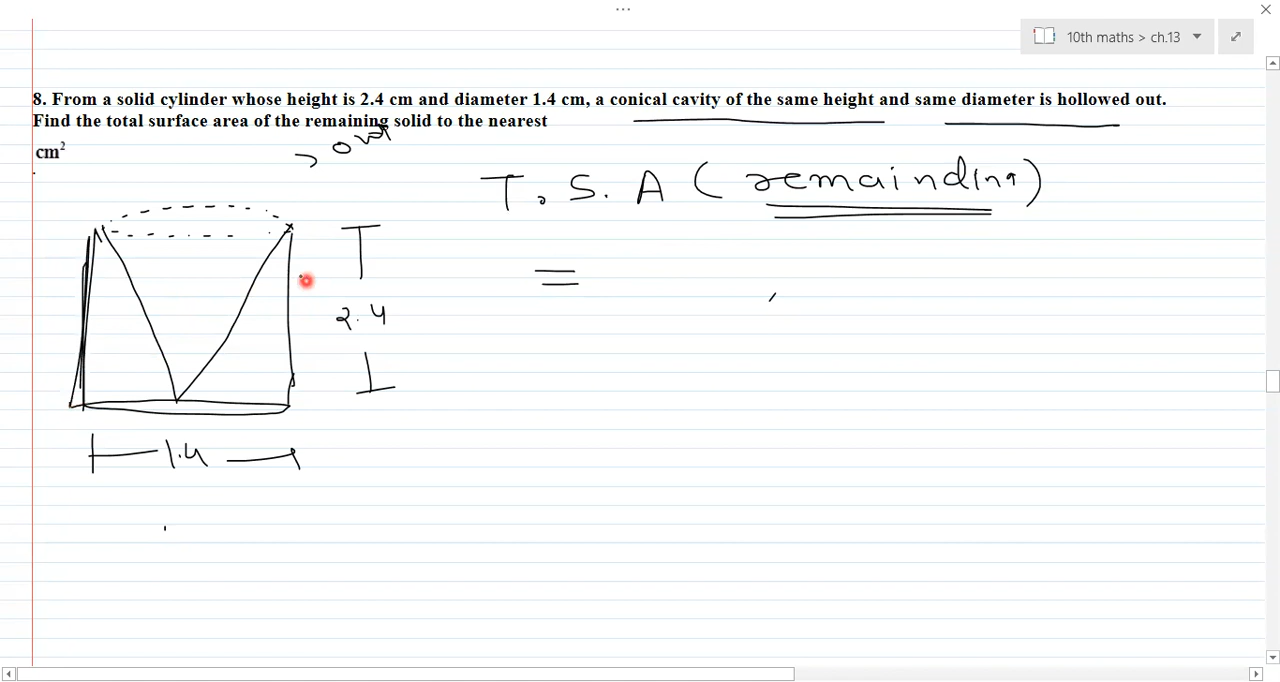 10th maths > ch.13
8. From a solid cylinder whose height is 2.4 cm and diameter 1.4 cm, a conical cavity of the same height and same diameter is hollowed out.
Find the total surface area of the remaining solid to the nearest
cm²
T. S. A ( remainding )
2.4
=
1.4